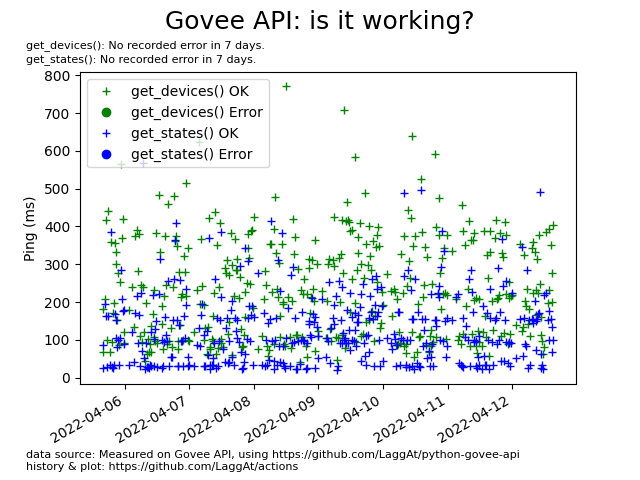 Govee API: is it working?
get_devices(): No recorded error in 7 days.
get_states(): No recorded error in 7 days.
800
700
600
500
400
300
200
100
0
Ping (ms)
get_devices() OK
get_devices() Error
get_states() OK
get_states() Error
2022-04-06
2022-04-07
2022-04-08
2022-04-09
2022-04-10
2022-04-11
2022-04-12
data source: Measured on Govee API, using https://github.com/LaggAt/python-govee-api
history & plot: https://github.com/LaggAt/actions